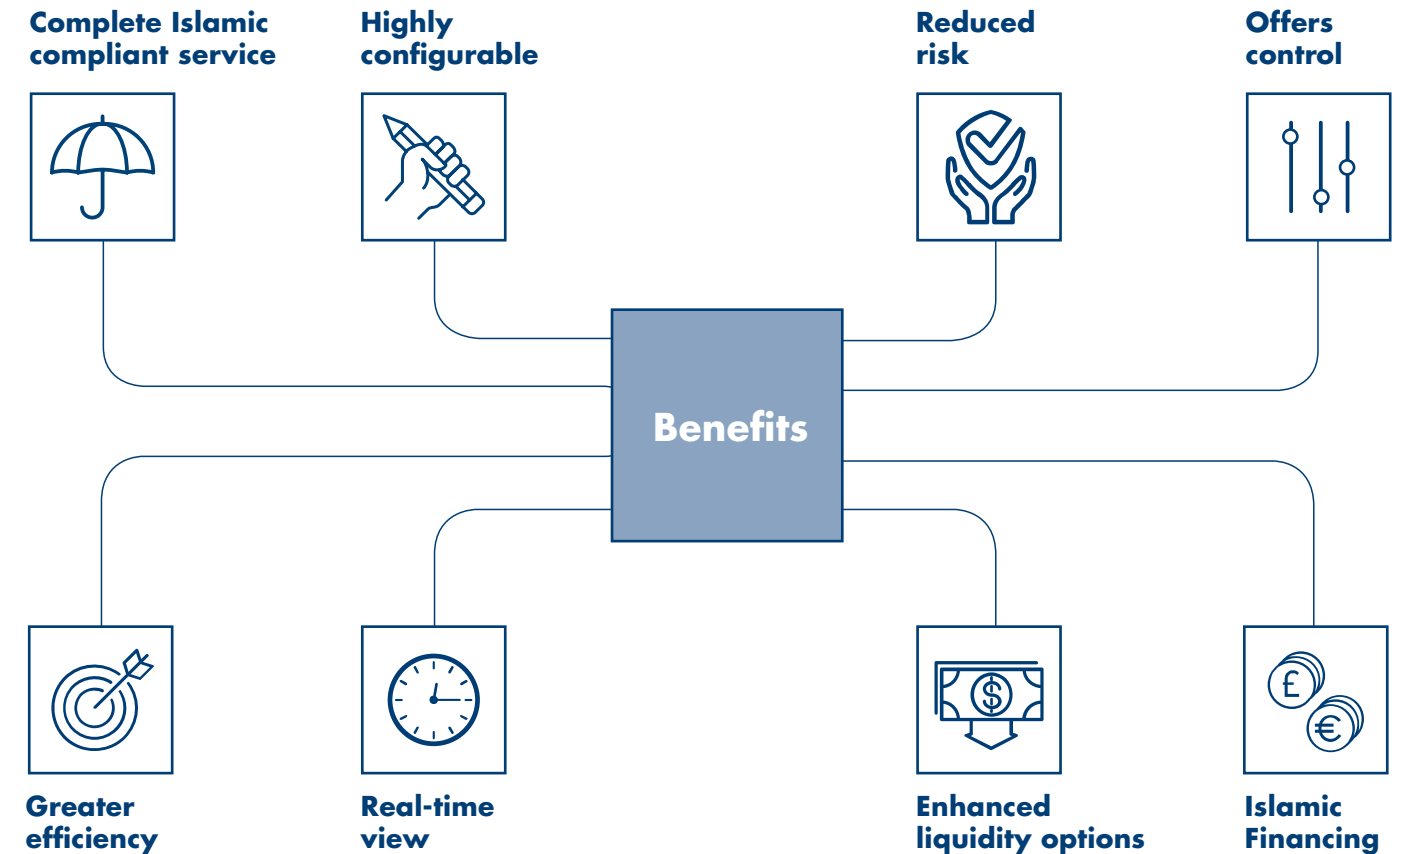 Complete Islamic
compliant service
Highly
configurable
Reduced
risk
Offers
control
Benefits
$
£
€
Greater
efficiency
Real-time
view
Enhanced
liquidity options
Islamic
Financing